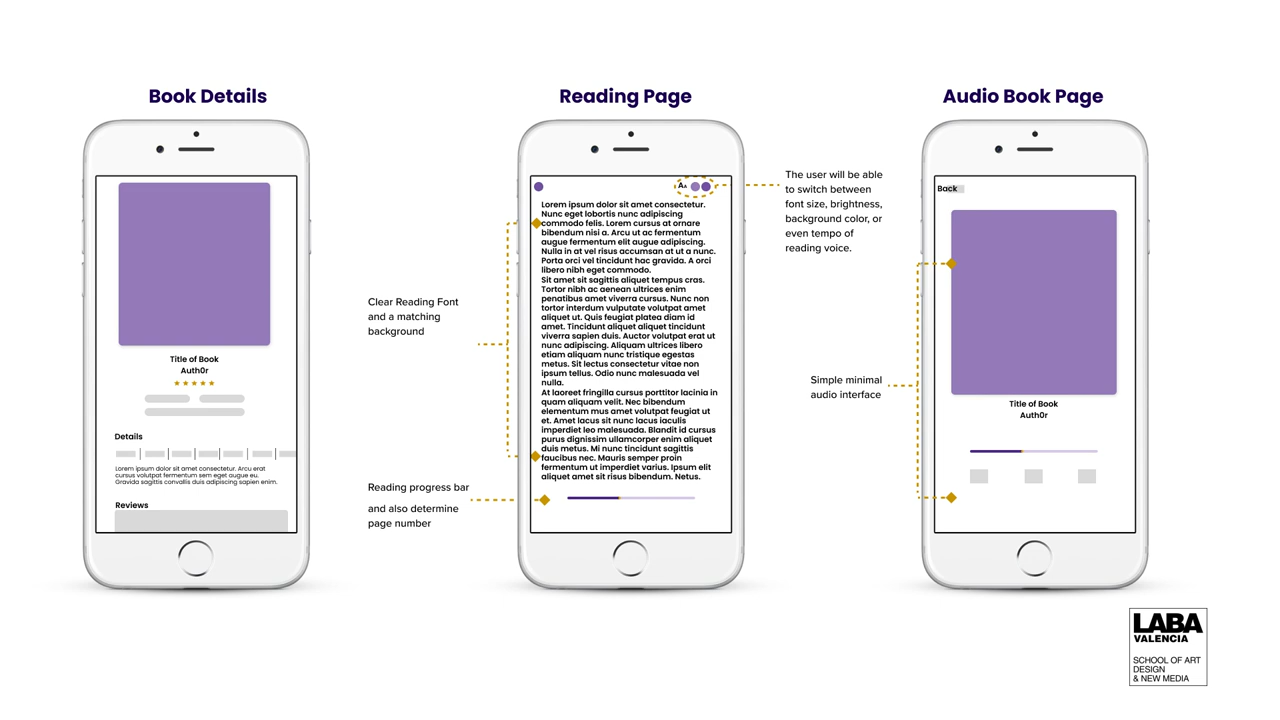 Book Details
Title of Book
Auth0r
Details
Lorem ipsum dolor sit amet consectetur. Arcu erat
cursus volutpat fermentum sem eget augue eu.
Gravida sagittis convallis duis adipiscing sapien enim.
Reviews
Reading Page
AA
Lorem ipsum dolor sit amet consectetur.
Nunc eget lobortis nunc adipiscing
commodo felis. Lorem cursus at ornare
bibendum nisi a. Arcu ut ac fermentum
augue fermentum elit augue adipiscing.
Nulla in at vel risus accumsan at ut a nunc.
Porta orci vel tincidunt hac gravida. A orci
libero nibh eget commodo.
Sit amet sit sagittis aliquet tempus cras.
Tortor nibh ac aenean ultrices enim
penatibus amet viverra cursus. Nunc non
tortor interdum vulputate volutpat amet
aliquet ut. Quis feugiat platea diam id
amet. Tincidunt aliquet aliquet tincidunt
viverra sapien duis. Auctor volutpat erat ut
nunc adipiscing. Aliquam ultrices libero
etiam aliquam nunc tristique egestas
metus. Sit lectus consectetur vitae non
ipsum tellus. Odio nunc malesuada vel
nulla.
At laoreet fringilla cursus porttitor lacinia in
quam aliquam velit. Nec bibendum
elementum mus amet volutpat feugiat ut
et. Amet lacus sit nunc lacus iaculis
imperdiet leo malesuada. Blandit id cursus
purus dignissim ullamcorper enim aliquet
duis metus. Mi nunc tincidunt sagittis
faucibus nec. Mauris semper proin
fermentum ut imperdiet varius. Ipsum elit
aliquet amet sit risus bibendum. Netus.
Clear Reading Font
and a matching
background
Reading progress bar
and also determine
page number
The user will be able
to switch between
font size, brightness,
background color, or
even tempo of
reading voice.
Audio Book Page
Back
Title of Book
Auth0r
Simple minimal
audio interface
LABA
VALENCIA
SCHOOL OF ART
DESIGN
& NEW MEDIA